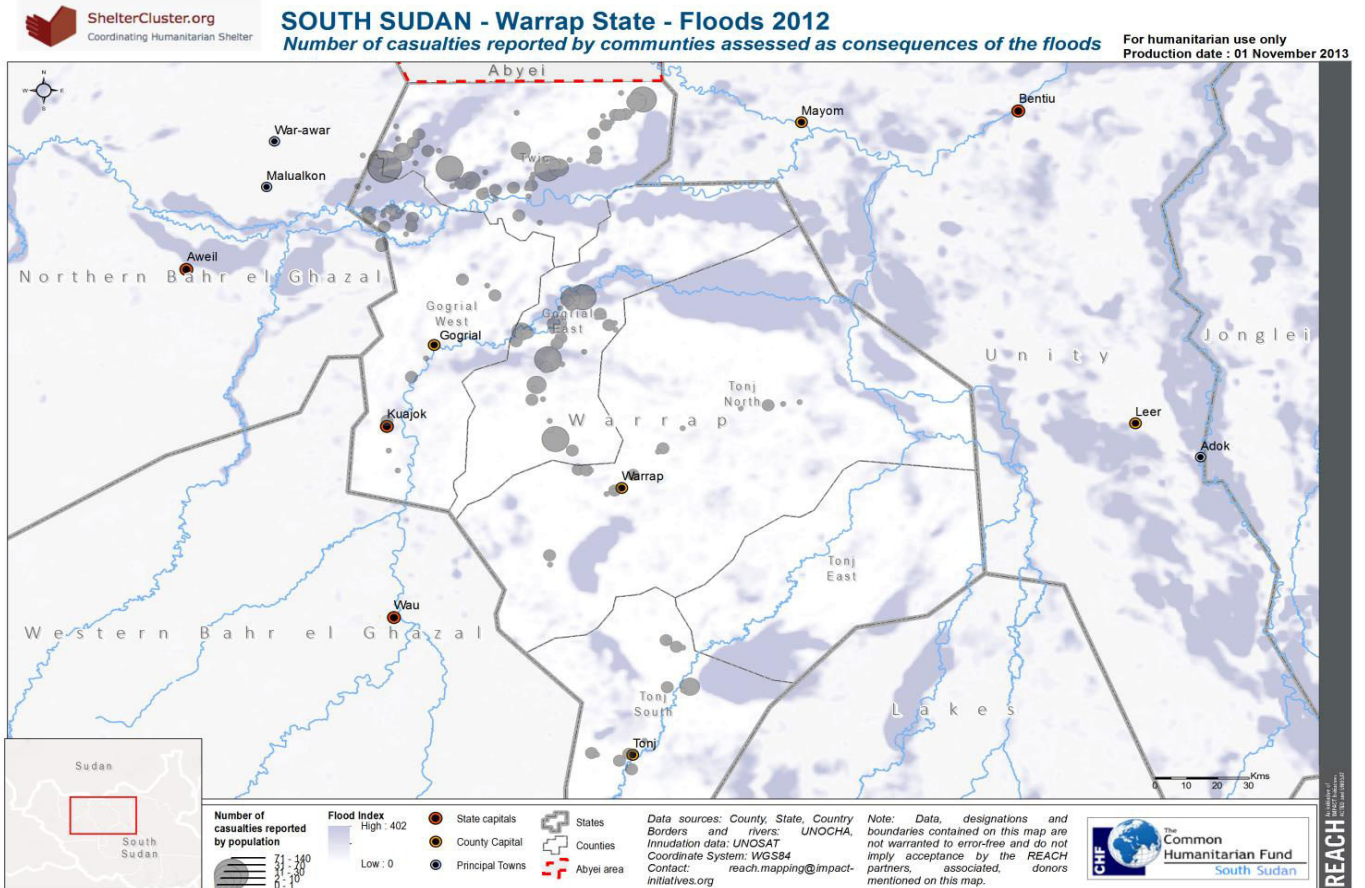 ShelterCluster.org
Coordinating Humanitarian Shelter
SOUTH SUDAN - Warrap State - Floods 2012
Number of casualties reported by communties assessed as consequences of the floods
For humanitarian use only
Production date : 01 November 2013
N
W E
S
Abyei
Mayom
Bentiu
War-awar
Twic
Malualkon
Aweil
Northern Bahr el Ghazal
Gogrial
West
Gogrial
East
Gogrial
Unity
Jonglei
Tonj
North
Kuajok
Warrap
Leer
Adok
Warrap
Tonj
East
Wau
Western Bahr el Ghazal
Tonj
South
Lakes
Tonj
Kms
0 10 20 30
Sudan
South
Sudan
Number of
casualties reported
by population
71 - 140
31 - 70
11 - 30
2 - 10
0 - 1
Flood Index
High : 402
Low : 0
State capitals
County Capital
Principal Towns
States
Counties
Abyei area
Data sources: County, State, Country
Borders and rivers: UNOCHA,
Innudation data: UNOSAT
Coordinate System: WGS84
Contact: reach.mapping@impact-
initiatives.org
Note: Data, designations and
boundaries contained on this map are
not warranted to error-free and do not
imply acceptance by the REACH
partners, associated, donors
mentioned on this map.
CHF
The
Common
Humanitarian Fund
South Sudan
REACH